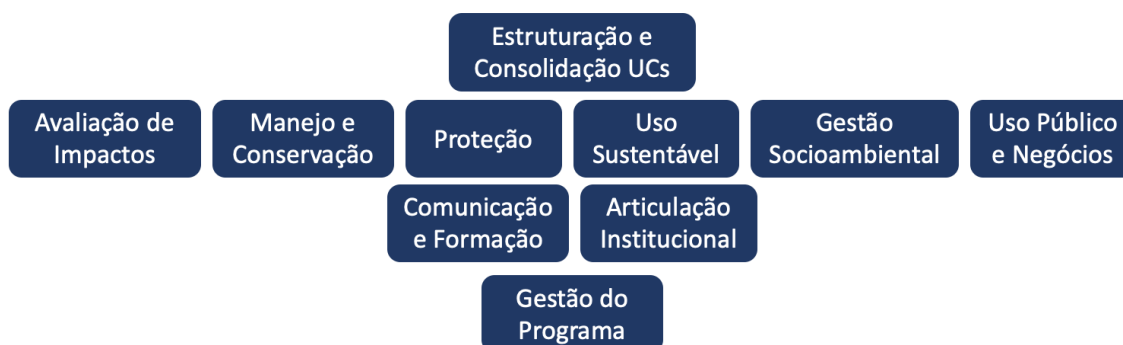 Estruturação e
Consolidação UCs
Avaliação de
Impactos
Manejo e
Conservação
Proteção
Uso
Sustentável
Gestão
Socioambiental
Uso Público
e Negócios
Comunicação
e Formação
Articulação
Institucional
Gestão do
Programa